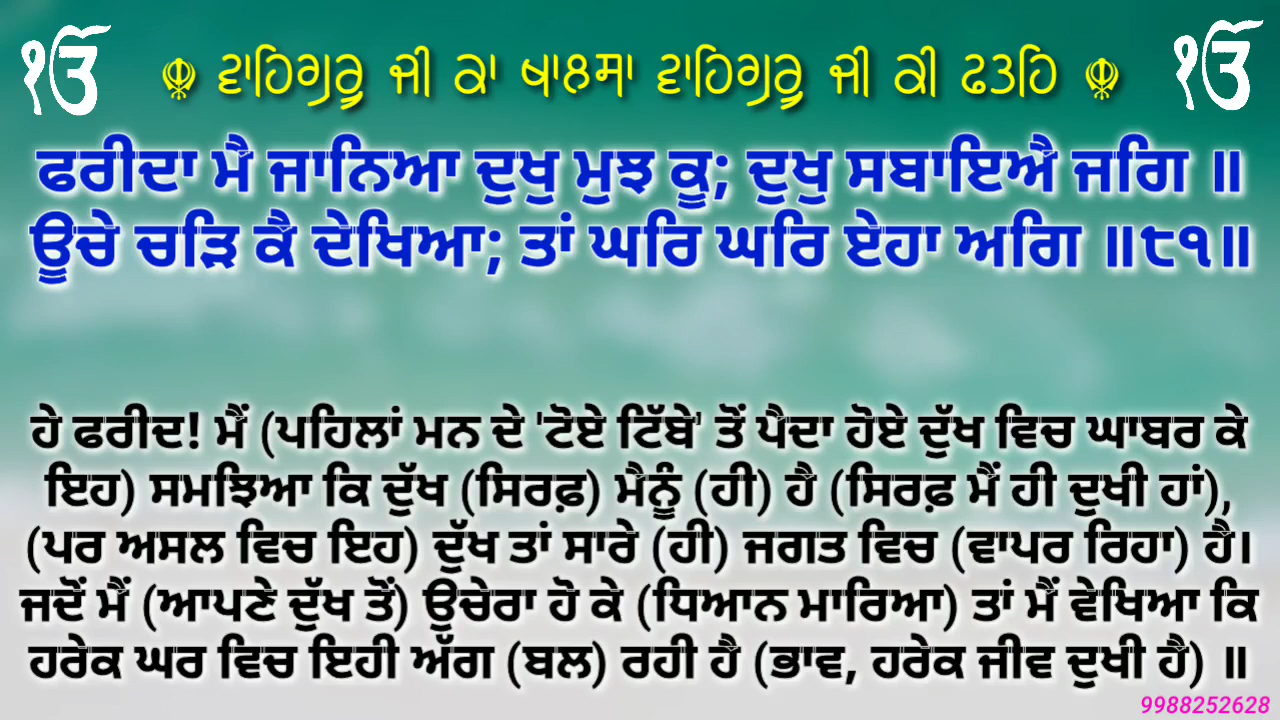 ੴ ☬ ਵਾਹਿਗੁਰੂ ਜੀ ਕਾ ਖਾਲਸਾ ਵਾਹਿਗੁਰੂ ਜੀ ਕੀ ਫਤਹਿ ☬ ੴ
ਫਰੀਦਾ ਮੈ ਜਾਨਿਆ ਦੁਖੁ ਮੁਝ ਕੂ; ਦੁਖੁ ਸਬਾਇਐ ਜਗਿ ॥
ਊਚੇ ਚੜਿ ਕੈ ਦੇਖਿਆ; ਤਾਂ ਘਰਿ ਘਰਿ ਏਹਾ ਅਗਿ ॥੮੧॥
ਹੇ ਫਰੀਦ! ਮੈਂ (ਪਹਿਲਾਂ ਮਨ ਦੇ 'ਟੋਏ ਟਿੱਬੇ' ਤੋਂ ਪੈਦਾ ਹੋਏ ਦੁੱਖ ਵਿਚ ਘਾਬਰ ਕੇ
ਇਹ) ਸਮਝਿਆ ਕਿ ਦੁੱਖ (ਸਿਰਫ਼) ਮੈਨੂੰ (ਹੀ) ਹੈ (ਸਿਰਫ਼ ਮੈਂ ਹੀ ਦੁਖੀ ਹਾਂ),
(ਪਰ ਅਸਲ ਵਿਚ ਇਹ) ਦੁੱਖ ਤਾਂ ਸਾਰੇ (ਹੀ) ਜਗਤ ਵਿਚ (ਵਾਪਰ ਰਿਹਾ) ਹੈ।
ਜਦੋਂ ਮੈਂ (ਆਪਣੇ ਦੁੱਖ ਤੋਂ) ਉਚੇਰਾ ਹੋ ਕੇ (ਧਿਆਨ ਮਾਰਿਆ) ਤਾਂ ਮੈਂ ਵੇਖਿਆ ਕਿ
ਹਰੇਕ ਘਰ ਵਿਚ ਇਹੀ ਅੱਗ (ਬਲ) ਰਹੀ ਹੈ (ਭਾਵ, ਹਰੇਕ ਜੀਵ ਦੁਖੀ ਹੈ) ॥
9988252628